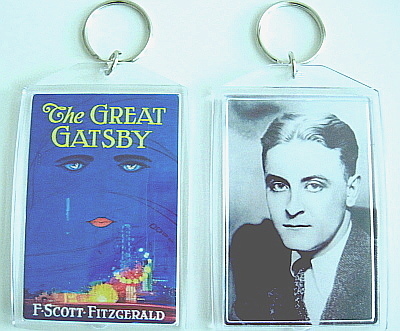 The GREAT
GATSBY
F·SCOTT·FITZGERALD